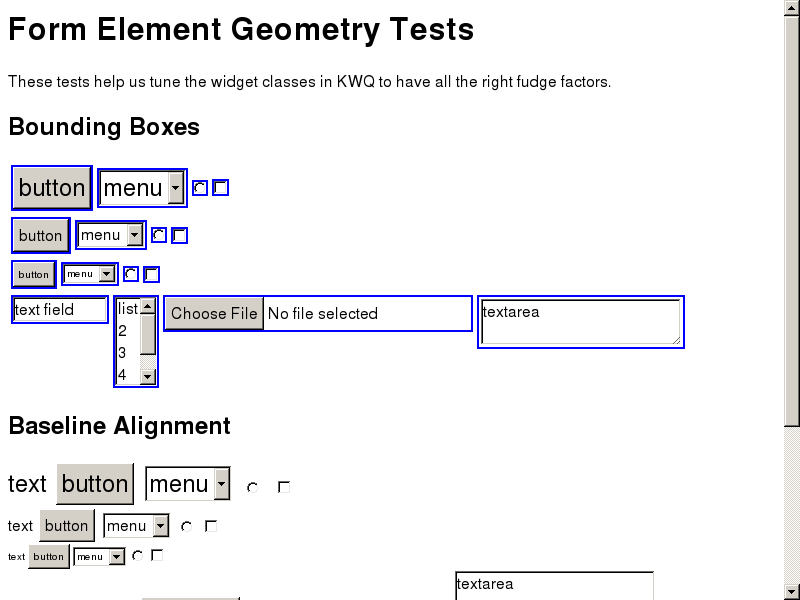 Form Element Geometry Tests
These tests help us tune the widget classes in KWQ to have all the right fudge factors.
Bounding Boxes
button menu
button menu
button menu
text field list Choose File No file selected textarea
2
3
4
Baseline Alignment
text button menu
text button menu
text button menu
textarea